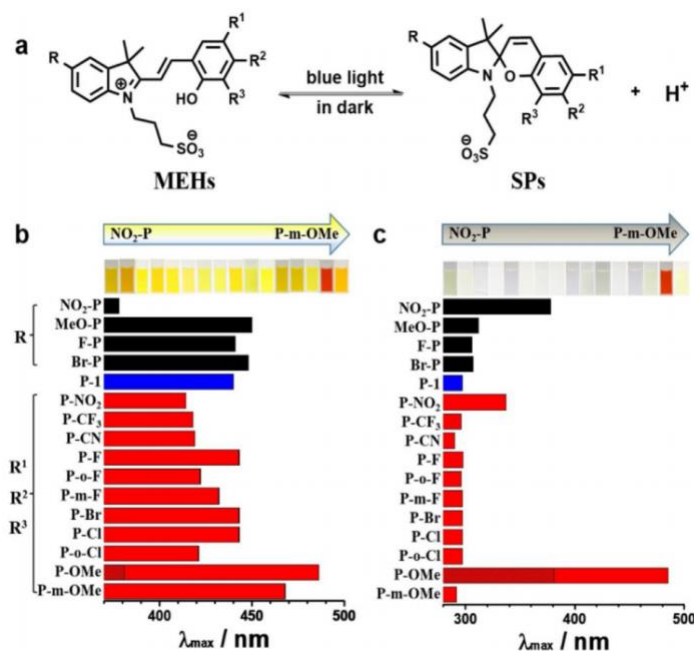 a
R
R¹
R²
R³
N
⊕
HO
⊖
SO₃
MEHs
blue light
in dark
R
N
O
R¹
R²
R³
⊖
SO₃
SPs
+ H⁺
b
NO₂-P P-m-OMe
R
NO₂-P
MeO-P
F-P
Br-P
P-1
R¹
R²
R³
P-NO₂
P-CF₃
P-CN
P-F
P-o-F
P-m-F
P-Br
P-Cl
P-o-Cl
P-OMe
P-m-OMe
400 500
λmax / nm
c
NO₂-P P-m-OMe
NO₂-P
MeO-P
F-P
Br-P
P-1
P-NO₂
P-CF₃
P-CN
P-F
P-o-F
P-m-F
P-Br
P-Cl
P-o-Cl
P-OMe
P-m-OMe
300 400 500
λmax / nm